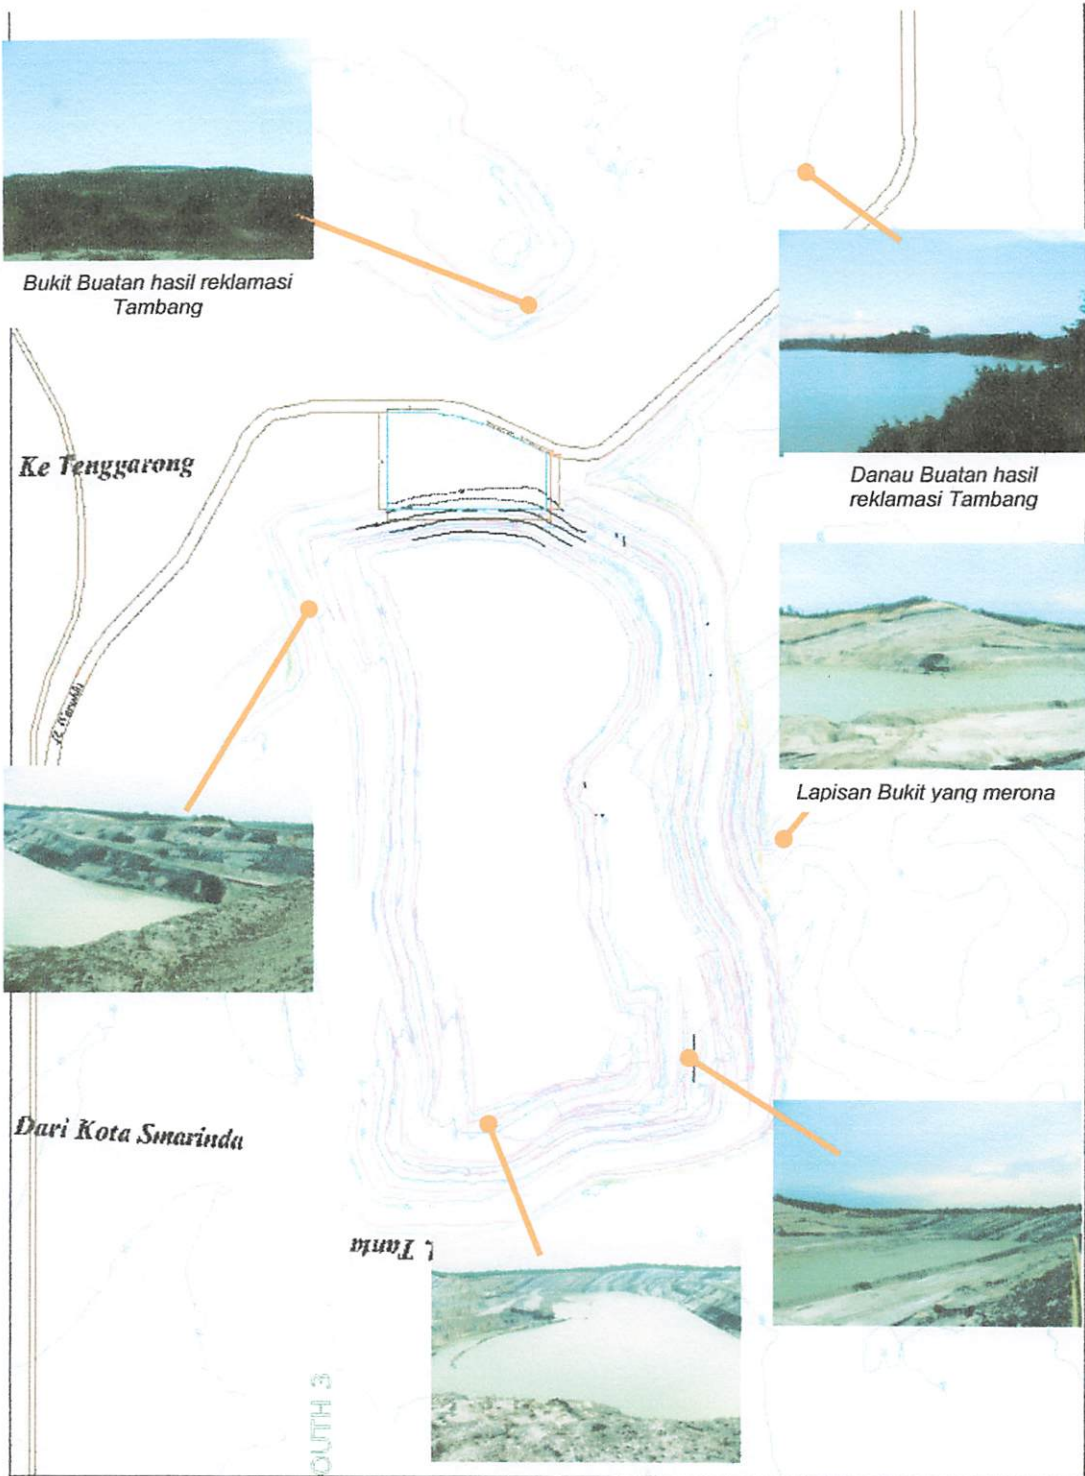 Bukit Buatan hasil reklamasi
Tambang
Ke Tenggarong
Danau Buatan hasil
reklamasi Tambang
Lapisan Bukit yang merona
Dari Kota Smarinda
Tanta
OUTH 3